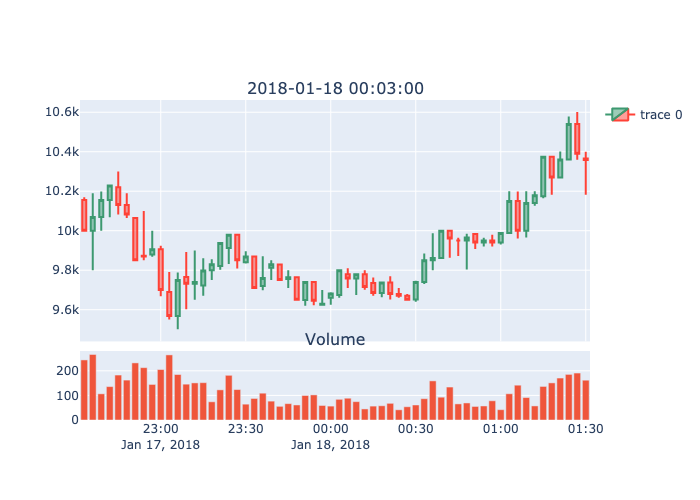 2018-01-18 00:03:00
10.6k
10.4k
10.2k
10k
9.8k
9.6k
trace 0
Volume
200
100
0
23:00 23:30 00:00 00:30 01:00 01:30
Jan 17, 2018 Jan 18, 2018